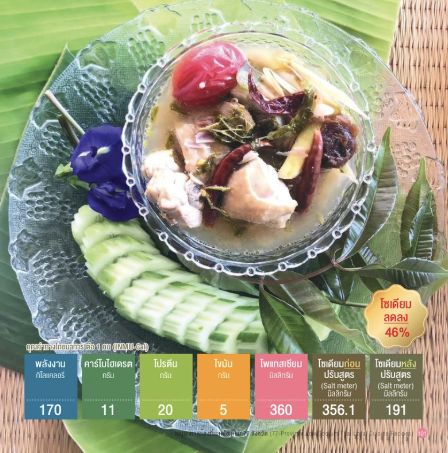 โซเดียม
ลดลง
46%
คุณค่าทางโภชนาการ ต่อ 1 คน (INMU-Cal)
พลังงาน
กิโลแคลอรี่
170
คาร์โบไฮเดรต
กรัม
11
โปรตีน
กรัม
20
ไขมัน
กรัม
5
โพแทสเซียม
มิลลิกรัม
360
โซเดียมก่อน
ปรับสูตร
(Salt meter)
มิลลิกรัม
356.1
โซเดียมหลัง
ปรับสูตร
(Salt meter)
มิลลิกรัม
191